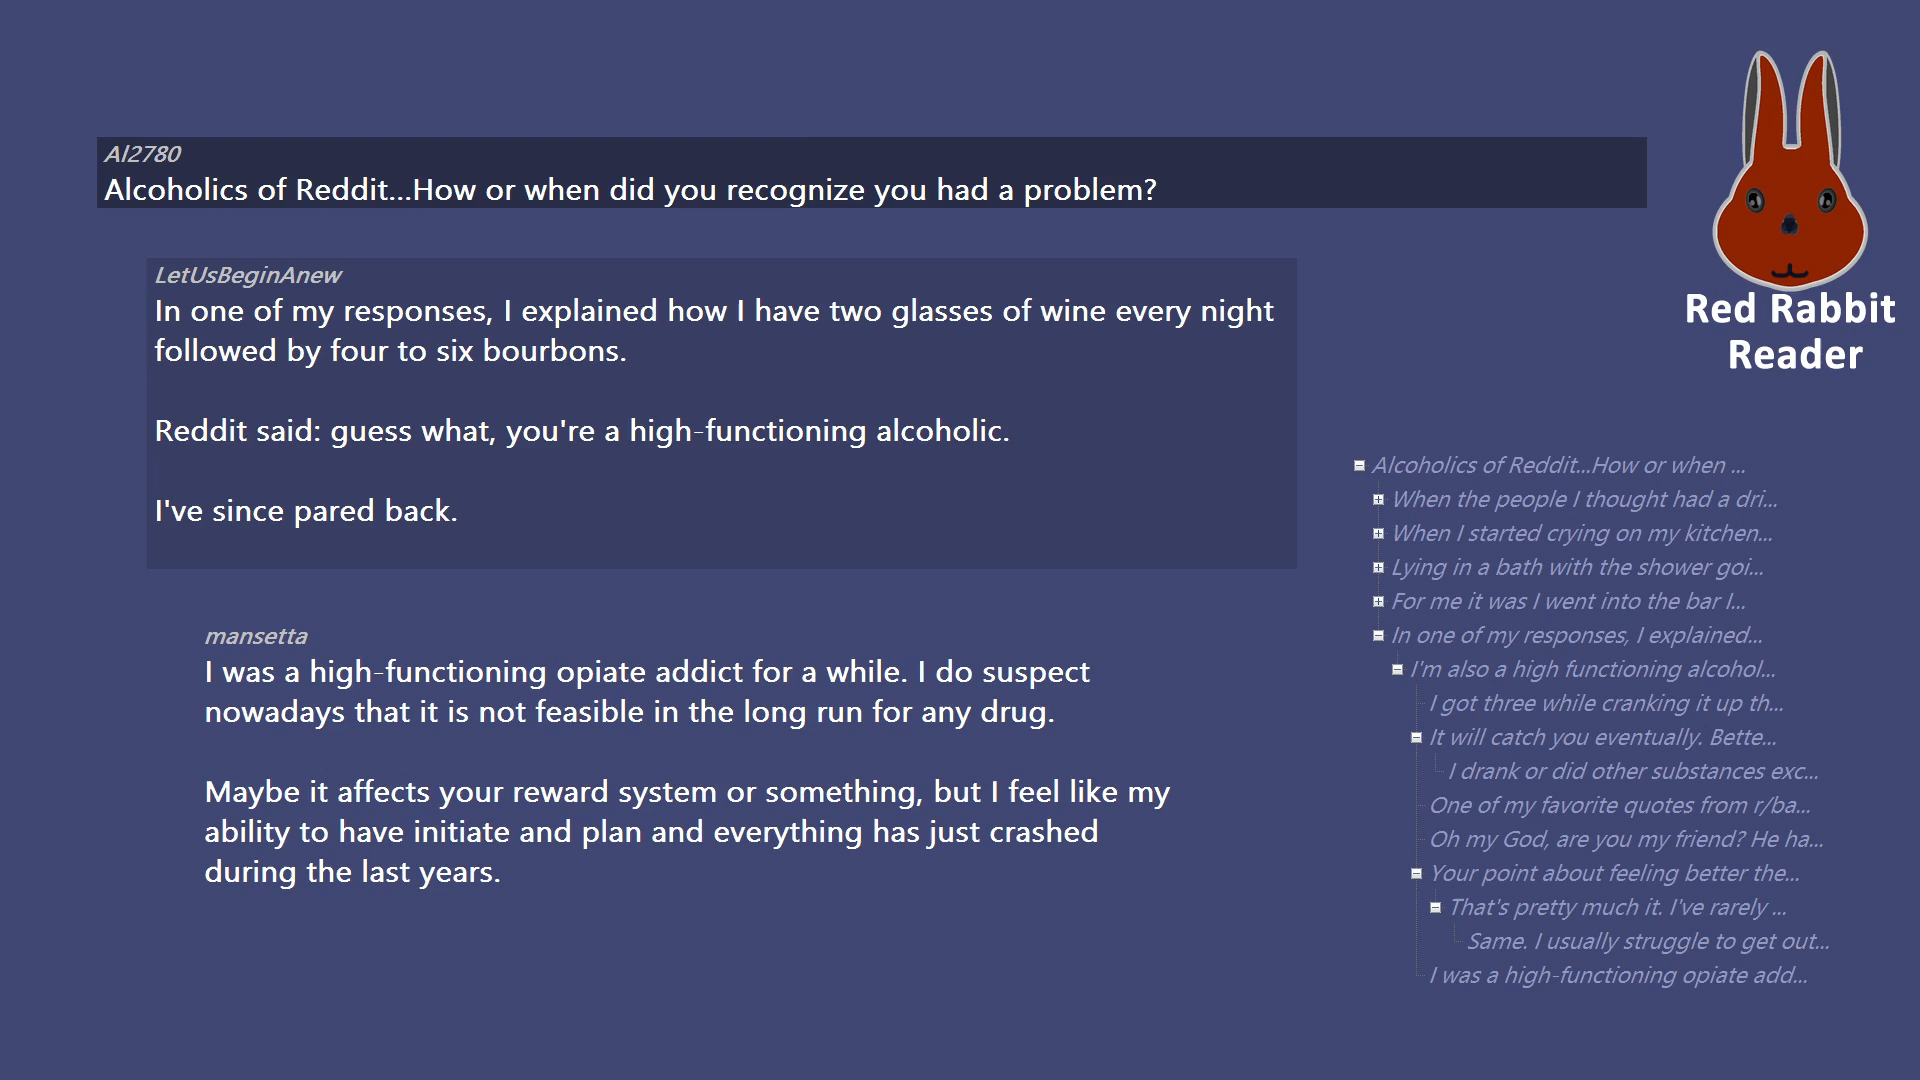 Al2780
Alcoholics of Reddit...How or when did you recognize you had a problem?
LetUsBeginAnew
In one of my responses, I explained how I have two glasses of wine every night
followed by four to six bourbons.
Reddit said: guess what, you're a high-functioning alcoholic.
I've since pared back.
mansetta
I was a high-functioning opiate addict for a while. I do suspect
nowadays that it is not feasible in the long run for any drug.
Maybe it affects your reward system or something, but I feel like my
ability to have initiate and plan and everything has just crashed
during the last years.
Red Rabbit
Reader
Alcoholics of Reddit...How or when ...
When the people I thought had a dri...
When I started crying on my kitchen...
Lying in a bath with the shower goi...
For me it was I went into the bar I...
In one of my responses, I explained...
I'm also a high functioning alcohol...
I got three while cranking it up th...
It will catch you eventually. Bette...
I drank or did other substances exc...
One of my favorite quotes from r/ba...
Oh my God, are you my friend? He ha...
Your point about feeling better the...
That's pretty much it. I've rarely ...
Same. I usually struggle to get out...
I was a high-functioning opiate add...